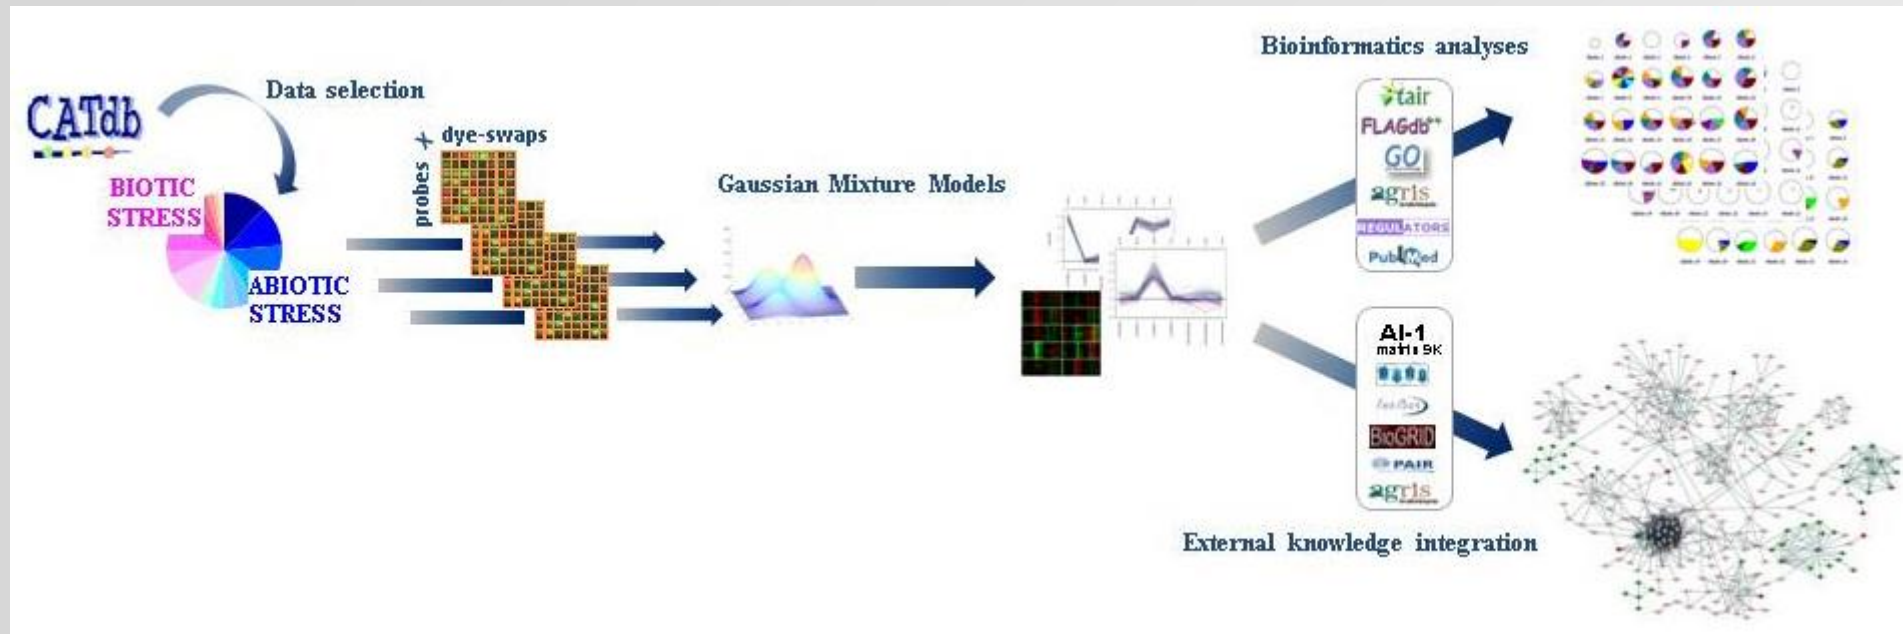 CATdb
Data selection
BIOTIC
STRESS
ABIOTIC
STRESS
probes x dye-swaps
Gaussian Mixture Models
Bioinformatics analyses
tair
FLAGdb++
GO
agris
REGULATORS
PubMed
AI-1
matrix 9K
IntAct
BioGRID
PAIR
agris
External knowledge integration